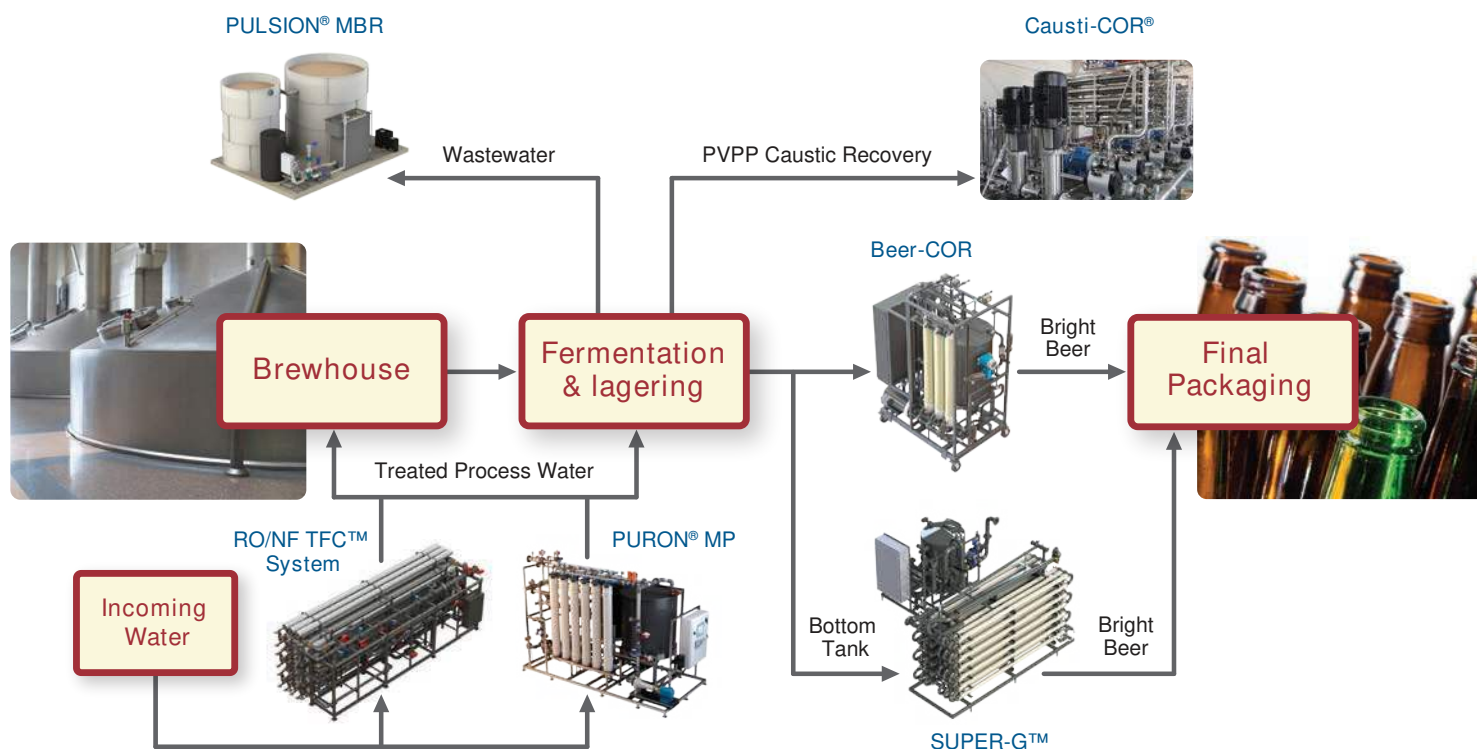 PULSION® MBR
Causti-COR®
Wastewater
PVPP Caustic Recovery
Beer-COR
Brewhouse
Fermentation
& lagering
Bright
Beer
Final
Packaging
Treated Process Water
RO/NF TFC™
System
PURON® MP
Incoming
Water
Bottom
Tank
Bright
Beer
SUPER-G™